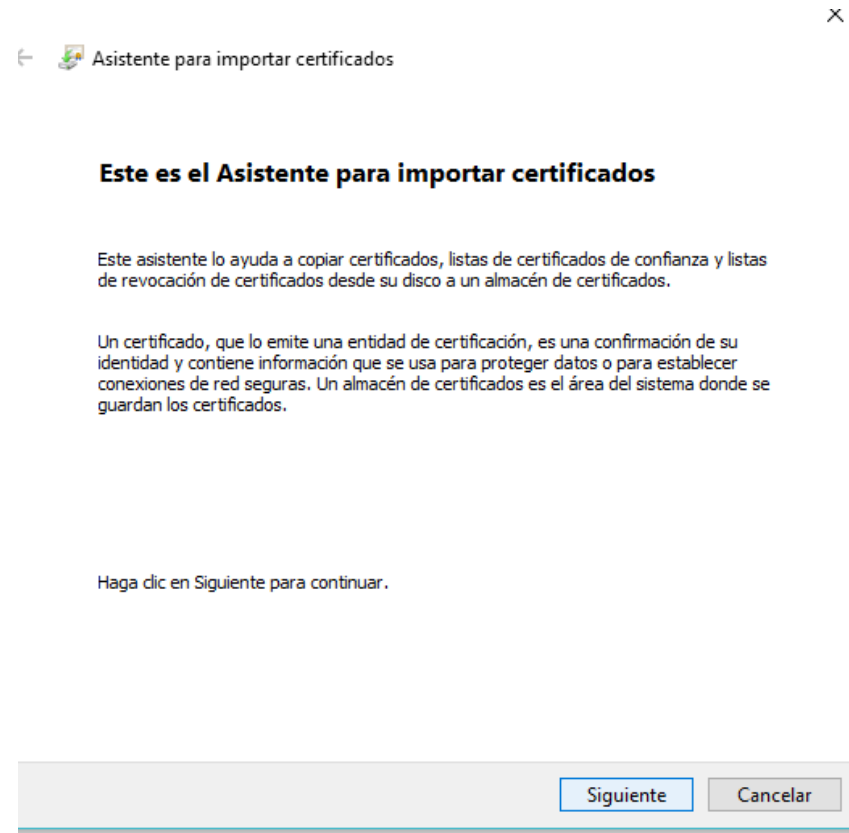 Asistente para importar certificados
Este es el Asistente para importar certificados
Este asistente lo ayuda a copiar certificados, listas de certificados de confianza y listas
de revocación de certificados desde su disco a un almacén de certificados.
Un certificado, que lo emite una entidad de certificación, es una confirmación de su
identidad y contiene información que se usa para proteger datos o para establecer
conexiones de red seguras. Un almacén de certificados es el área del sistema donde se
guardan los certificados.
Haga clic en Siguiente para continuar.
Siguiente
Cancelar